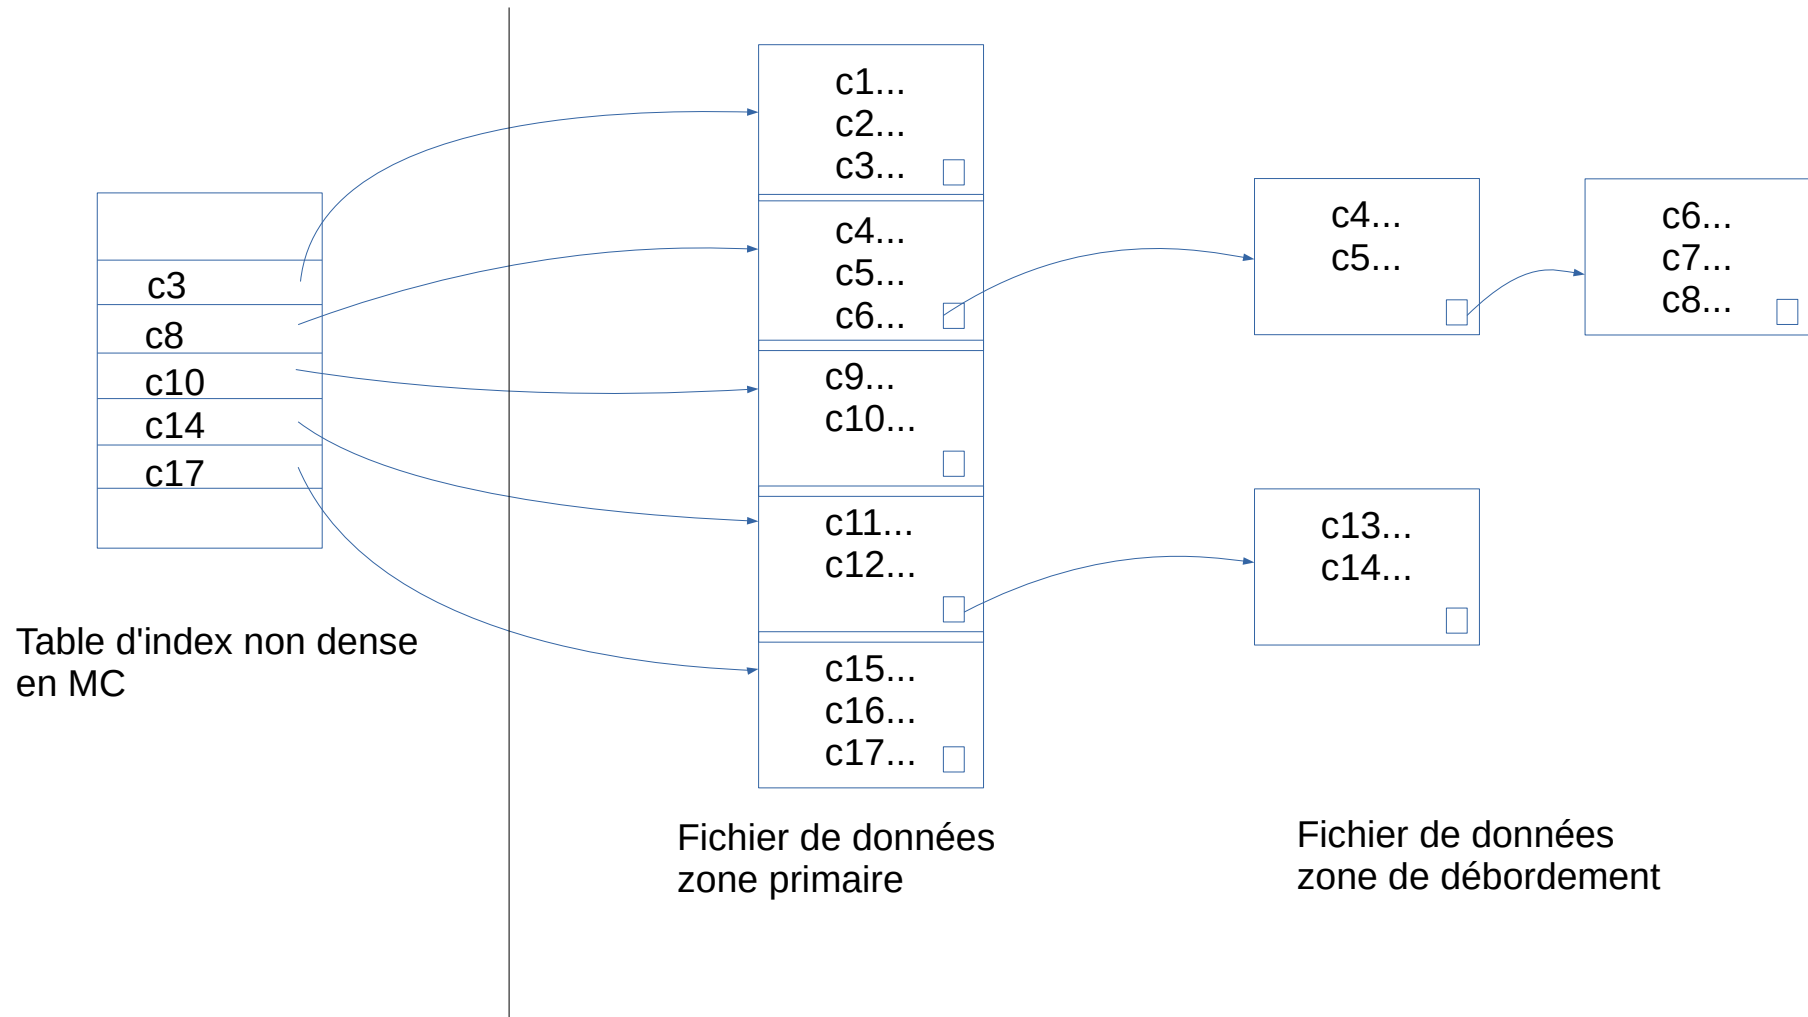 c3
c8
c10
c14
c17
Table d'index non dense
en MC
c1...
c2...
c3...
c4...
c5...
c6...
c9...
c10...
c11...
c12...
c15...
c16...
c17...
Fichier de données
zone primaire
c4...
c5...
c6...
c7...
c8...
c13...
c14...
Fichier de données
zone de débordement